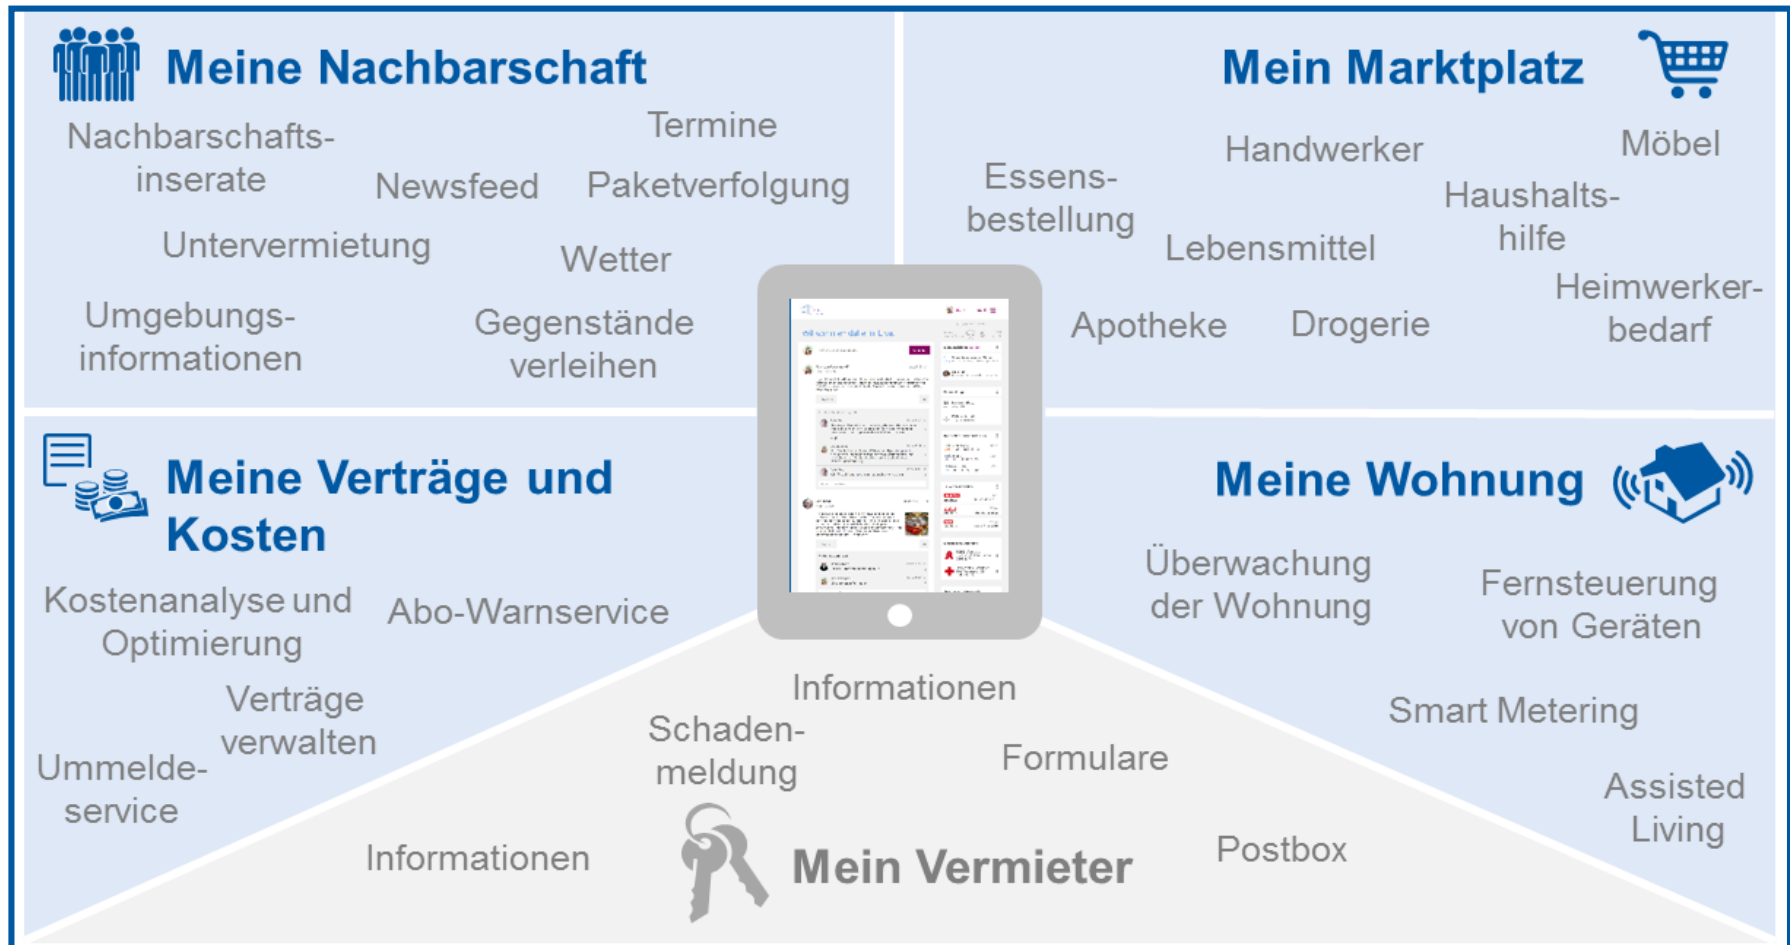 Meine Nachbarschaft
Nachbarschafts-
inserate
Termine
Newsfeed
Paketverfolgung
Untervermietung
Wetter
Umgebungs-
informationen
Gegenstände
verleihen
Mein Marktplatz
Handwerker
Möbel
Essens-
bestellung
Haushalts-
hilfe
Lebensmittel
Heimwerker-
bedarf
Apotheke
Drogerie
Meine Verträge und
Kosten
Kostenanalyse und
Optimierung
Abo-Warnservice
Verträge
verwalten
Ummelde-
service
Meine Wohnung
Überwachung
der Wohnung
Fernsteuerung
von Geräten
Smart Metering
Assisted
Living
Informationen
Schaden-
meldung
Formulare
Informationen
Mein Vermieter
Postbox